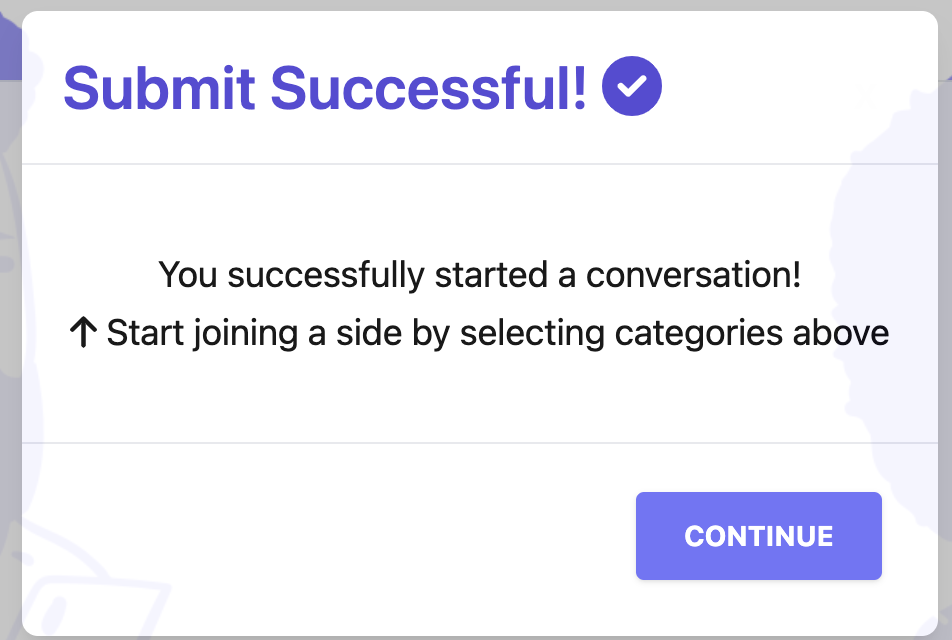 Submit Successful!
You successfully started a conversation!
↑ Start joining a side by selecting categories above
CONTINUE